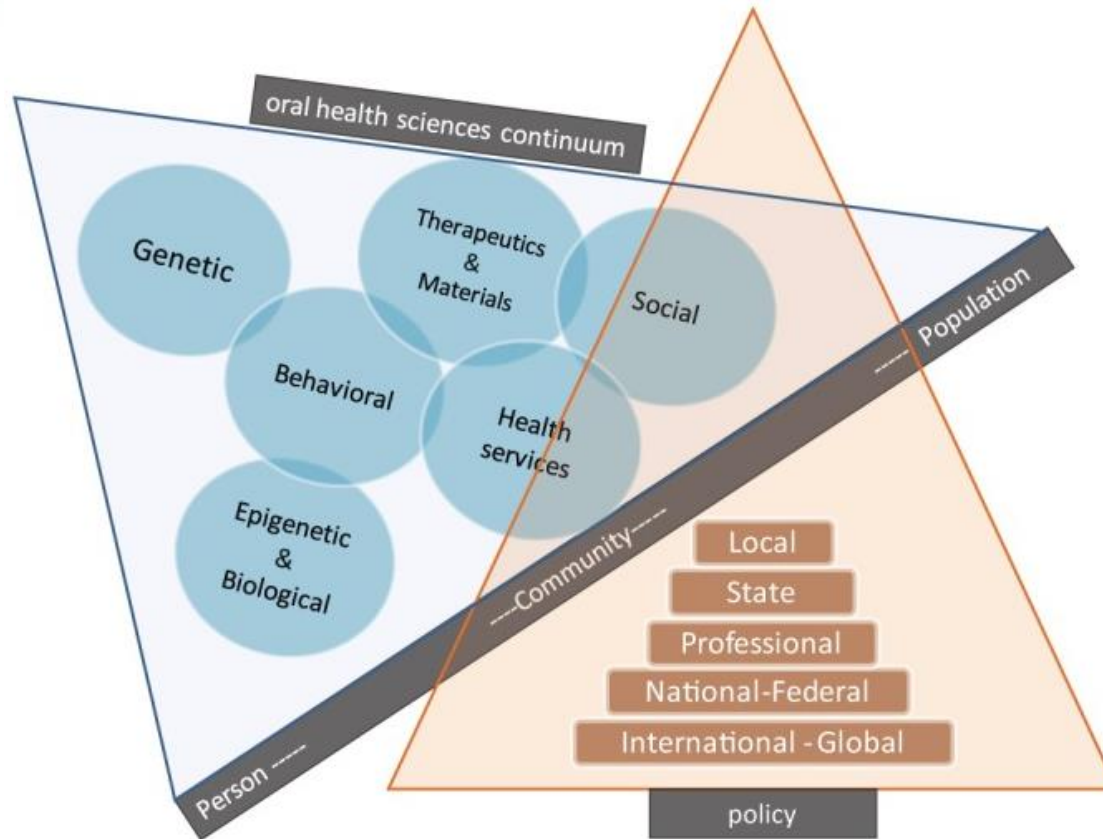 oral health sciences continuum
Genetic
Therapeutics
&
Materials
Social
Behavioral
Health
services
Epigenetic
&
Biological
Person ----- ----Community----- ----- Population
Local
State
Professional
National-Federal
International -Global
policy